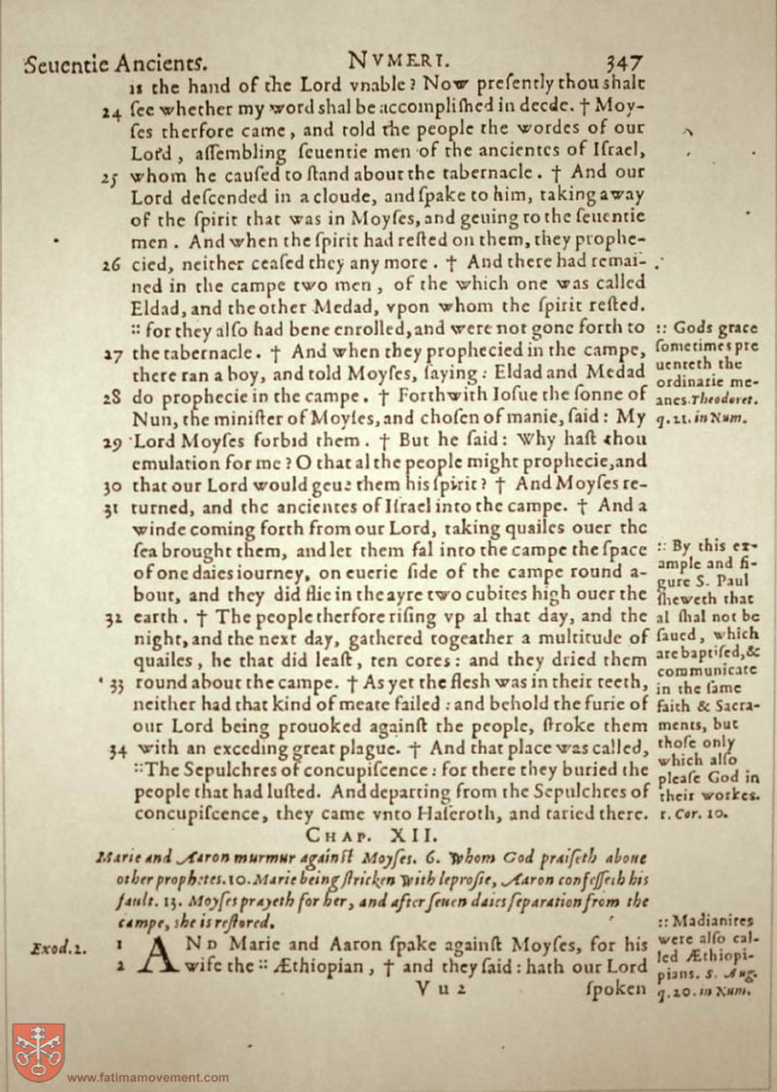 Seuentie Ancients. NVMERI. 347
is the hand of the Lord vnable? Now preſently thou shalt
24 ſee whether my word shal be accompliſhed in deede. † Moy-
ſes therfore came, and told the people the wordes of our
Lord, aſſembling ſeuentie men of the ancientes of Iſrael,
25 whom he cauſed to ſtand about the tabernacle. † And our
Lord deſcended in a cloude, and ſpake to him, taking away
of the ſpirit that was in Moyſes, and geuing to the ſeuentie
men. And when the ſpirit had reſted on them, they prophe-
26 cied, neither ceaſed they any more. † And there had remai-
ned in the campe two men, of the which one was called
Eldad, and the other Medad, vpon whom the ſpirit reſted.
:: for they alſo had bene enrolled, and were not gone forth to
27 the tabernacle. † And when they prophecied in the campe,
there ran a boy, and told Moyſes, ſaying: Eldad and Medad
28 do prophecie in the campe. † Forthwith Ioſue the ſonne of
Nun, the miniſter of Moyſes, and choſen of manie, ſaid: My
29 Lord Moyſes forbid them. † But he ſaid: Why haſt thou
emulation for me? O that al the people might prophecie, and
30 that our Lord would geue them his ſpirit? † And Moyſes re-
31 turned, and the ancientes of Iſrael into the campe. † And a
winde coming forth from our Lord, taking quailes ouer the
ſea brought them, and let them fal into the campe the ſpace
of one daies iourney, on euerie ſide of the campe round a-
bout, and they did flie in the ayre two cubites high ouer the
32 earth. † The people therfore riſing vp al that day, and the
night, and the next day, gathered togeather a multitude of
quailes, he that did leaſt, ten cores: and they dried them
33 round about the campe. † As yet the fleſh was in their teeth,
neither had that kind of meate failed: and behold the furie of
our Lord being prouoked againſt the people, ſtroke them
34 with an exceding great plague. † And that place was called,
:: The Sepulchres of concupiſcence: for there they buried the
people that had luſted. And departing from the Sepulchres of
concupiſcence, they came vnto Haſeroth, and taried there.
:: Gods grace
ſometimes pre
uenteth the
ordinarie me-
anes. Theodoret.
q. 21. in Num.
:: By this ex-
ample and fi-
gure S. Paul
ſheweth that
al ſhal not be
ſaued, which
are baptiſed, &
communicate
in the ſame
faith & Sacra-
ments, but
thoſe only
which alſo
pleaſe God in
their workes.
1. Cor. 10.
CHAP. XII.
Marie and Aaron murmur againſt Moyſes. 6. Whom God praiſeth aboue
other prophetes. 10. Marie being ſtricken with leproſie, Aaron confeſſeth his
fault. 13. Moyſes prayeth for her, and after ſeuen daies ſeparation from the
campe, she is reſtored.
Exod. 2.
1 AND Marie and Aaron ſpake againſt Moyſes, for his
2 wife the :: Æthiopian, † and they ſaid: hath our Lord
Vu 2 ſpoken
:: Madianites
were alſo cal-
led Æthiopi-
pians. S. Aug.
q. 20. in Num.
www.fatimamovement.com